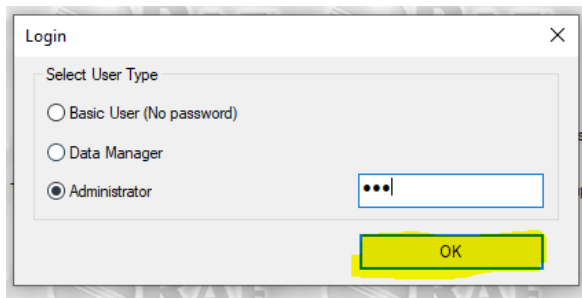 Login
Select User Type
Basic User (No password)
Data Manager
Administrator
OK